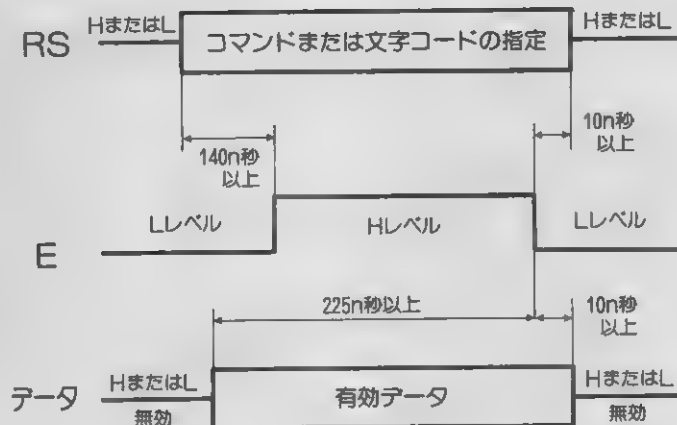 RS
HまたはL
コマンドまたは文字コードの指定
HまたはL
140n秒
以上
10n秒
以上
E
Lレベル
Hレベル
Lレベル
225n秒以上
10n秒
以上
データ
HまたはL
無効
有効データ
HまたはL
無効